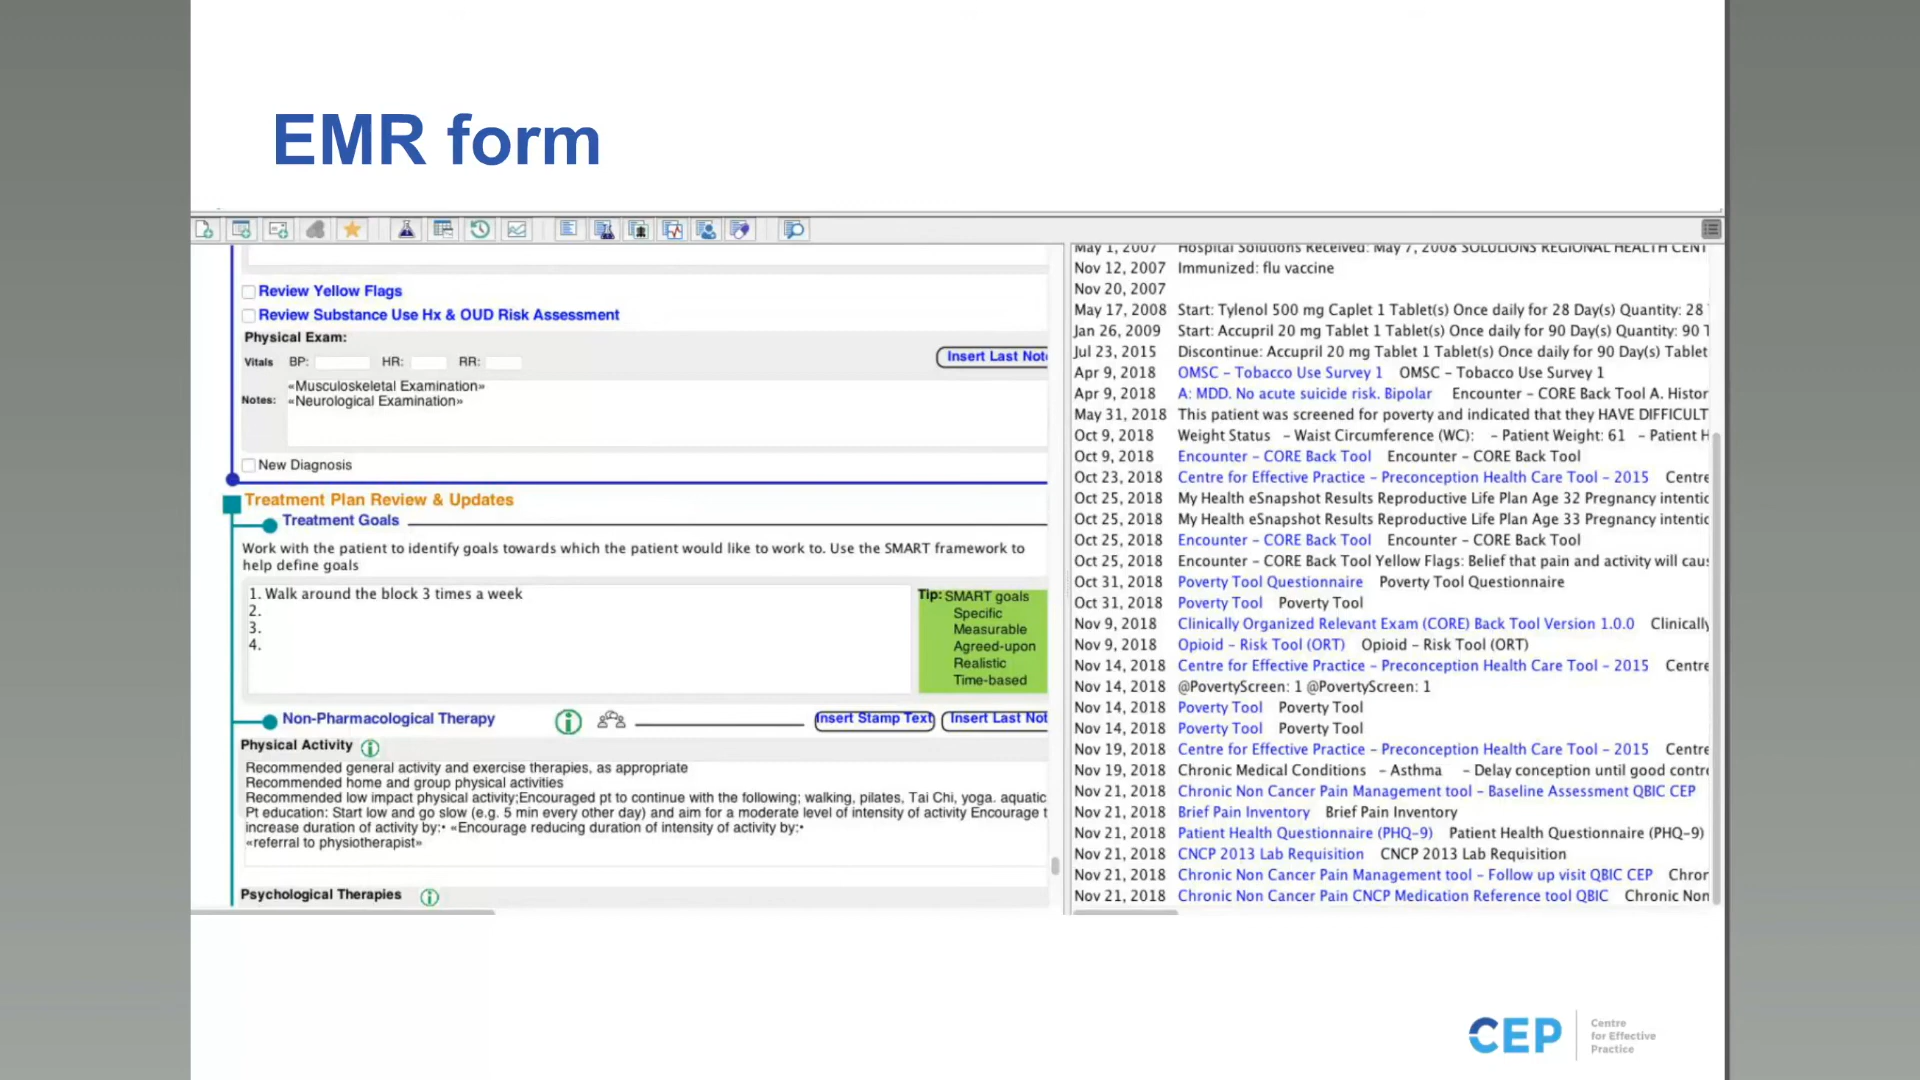 EMR form
Review Yellow Flags
Review Substance Use Hx & OUD Risk Assessment
Physical Exam:
Vitals BP: HR: RR:
Insert Last Note
«Musculoskeletal Examination»
Notes: «Neurological Examination»
New Diagnosis
Treatment Plan Review & Updates
Treatment Goals
Work with the patient to identify goals towards which the patient would like to work to. Use the SMART framework to
help define goals
1. Walk around the block 3 times a week
2.
3.
4.
Tip: SMART goals
Specific
Measurable
Agreed-upon
Realistic
Time-based
Non-Pharmacological Therapy
Insert Stamp Text
Insert Last Not
Physical Activity
Recommended general activity and exercise therapies, as appropriate
Recommended home and group physical activities
Recommended low impact physical activity;Encouraged pt to continue with the following; walking, pilates, Tai Chi, yoga. aquatic
Pt education: Start low and go slow (e.g. 5 min every other day) and aim for a moderate level of intensity of activity Encourage t
increase duration of activity by:• «Encourage reducing duration of intensity of activity by:•
«referral to physiotherapist»
Psychological Therapies
May 1, 2007 Hospital Solutions Received: May 7, 2008 SOLUTIONS REGIONAL HEALTH CENT
Nov 12, 2007 Immunized: flu vaccine
Nov 20, 2007
May 17, 2008 Start: Tylenol 500 mg Caplet 1 Tablet(s) Once daily for 28 Day(s) Quantity: 28
Jan 26, 2009 Start: Accupril 20 mg Tablet 1 Tablet(s) Once daily for 90 Day(s) Quantity: 90 T
Jul 23, 2015 Discontinue: Accupril 20 mg Tablet 1 Tablet(s) Once daily for 90 Day(s) Tablet
Apr 9, 2018 OMSC – Tobacco Use Survey 1 OMSC – Tobacco Use Survey 1
Apr 9, 2018 A: MDD. No acute suicide risk. Bipolar Encounter – CORE Back Tool A. Histor
May 31, 2018 This patient was screened for poverty and indicated that they HAVE DIFFICULT
Oct 9, 2018 Weight Status – Waist Circumference (WC): – Patient Weight: 61 – Patient H
Oct 9, 2018 Encounter – CORE Back Tool Encounter – CORE Back Tool
Oct 23, 2018 Centre for Effective Practice – Preconception Health Care Tool – 2015 Centre
Oct 25, 2018 My Health eSnapshot Results Reproductive Life Plan Age 32 Pregnancy intentic
Oct 25, 2018 My Health eSnapshot Results Reproductive Life Plan Age 33 Pregnancy intentic
Oct 25, 2018 Encounter – CORE Back Tool Encounter – CORE Back Tool
Oct 25, 2018 Encounter – CORE Back Tool Yellow Flags: Belief that pain and activity will caus
Oct 31, 2018 Poverty Tool Questionnaire Poverty Tool Questionnaire
Oct 31, 2018 Poverty Tool Poverty Tool
Nov 9, 2018 Clinically Organized Relevant Exam (CORE) Back Tool Version 1.0.0 Clinically
Nov 9, 2018 Opioid – Risk Tool (ORT) Opioid – Risk Tool (ORT)
Nov 14, 2018 Centre for Effective Practice – Preconception Health Care Tool – 2015 Centre
Nov 14, 2018 @PovertyScreen: 1 @PovertyScreen: 1
Nov 14, 2018 Poverty Tool Poverty Tool
Nov 14, 2018 Poverty Tool Poverty Tool
Nov 19, 2018 Centre for Effective Practice – Preconception Health Care Tool – 2015 Centre
Nov 19, 2018 Chronic Medical Conditions – Asthma – Delay conception until good contro
Nov 21, 2018 Chronic Non Cancer Pain Management tool – Baseline Assessment QBIC CEP
Nov 21, 2018 Brief Pain Inventory Brief Pain Inventory
Nov 21, 2018 Patient Health Questionnaire (PHQ-9) Patient Health Questionnaire (PHQ-9)
Nov 21, 2018 CNCP 2013 Lab Requisition CNCP 2013 Lab Requisition
Nov 21, 2018 Chronic Non Cancer Pain Management tool – Follow up visit QBIC CEP Chror
Nov 21, 2018 Chronic Non Cancer Pain CNCP Medication Reference tool QBIC Chronic Non
CEP
Centre
for Effective
Practice